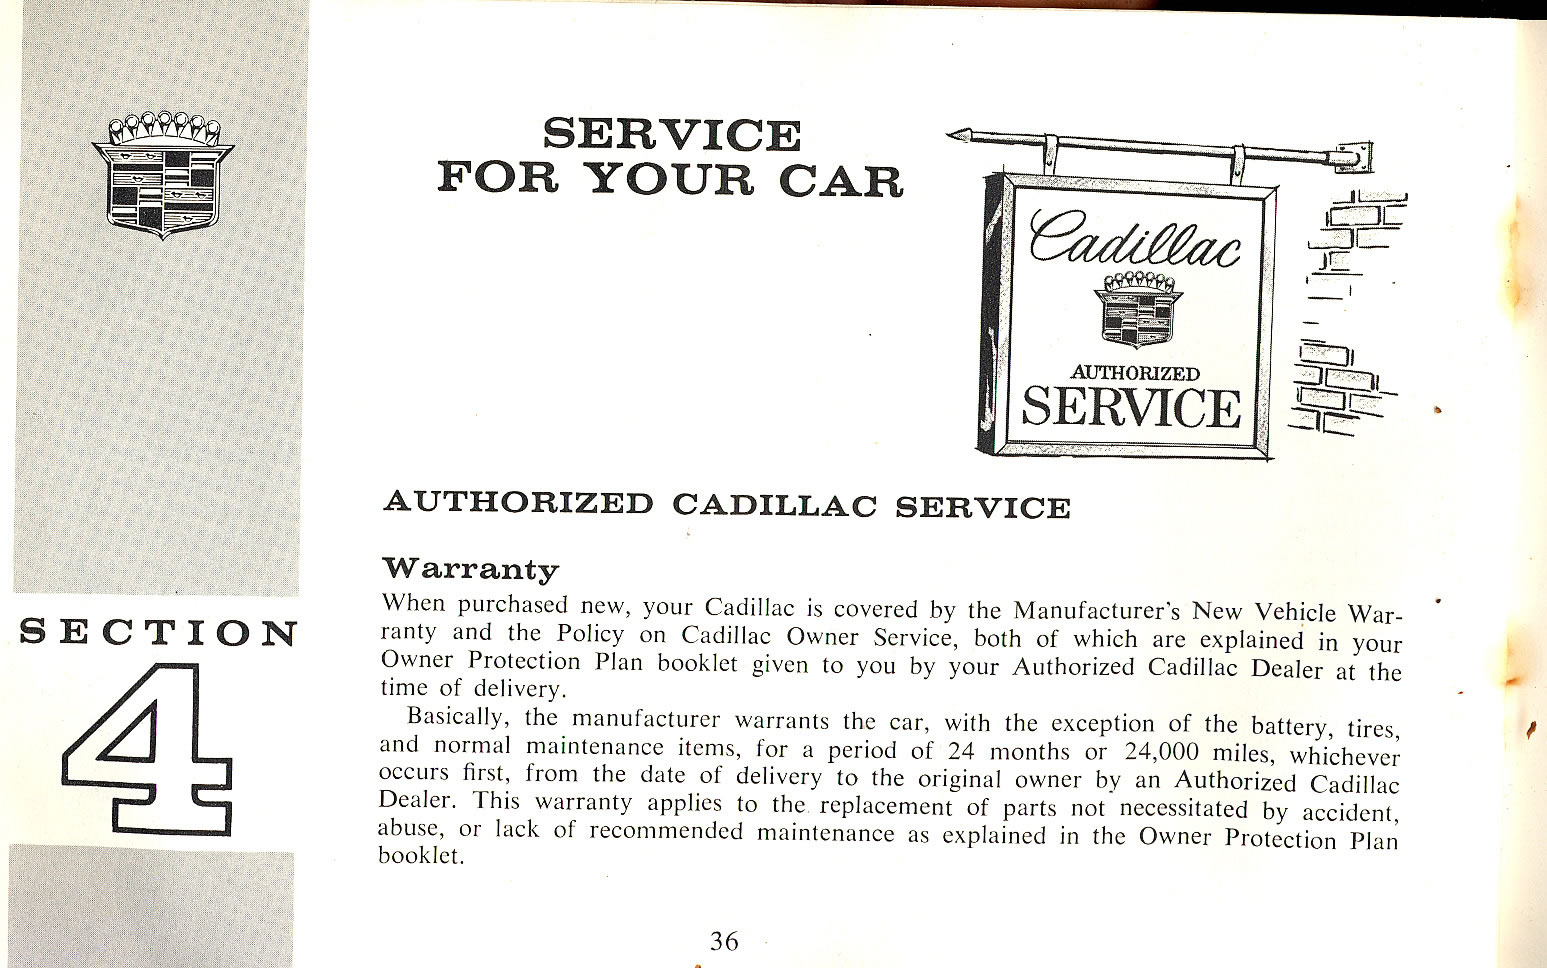 SERVICE
FOR YOUR CAR
Cadillac
AUTHORIZED
SERVICE
SECTION
4
AUTHORIZED CADILLAC SERVICE
Warranty
When purchased new, your Cadillac is covered by the Manufacturer's New Vehicle War-
ranty and the Policy on Cadillac Owner Service, both of which are explained in your
Owner Protection Plan booklet given to you by your Authorized Cadillac Dealer at the
time of delivery.
Basically, the manufacturer warrants the car, with the exception of the battery, tires,
and normal maintenance items, for a period of 24 months or 24,000 miles, whichever
occurs first, from the date of delivery to the original owner by an Authorized Cadillac
Dealer. This warranty applies to the replacement of parts not necessitated by accident,
abuse, or lack of recommended maintenance as explained in the Owner Protection Plan
booklet.
36